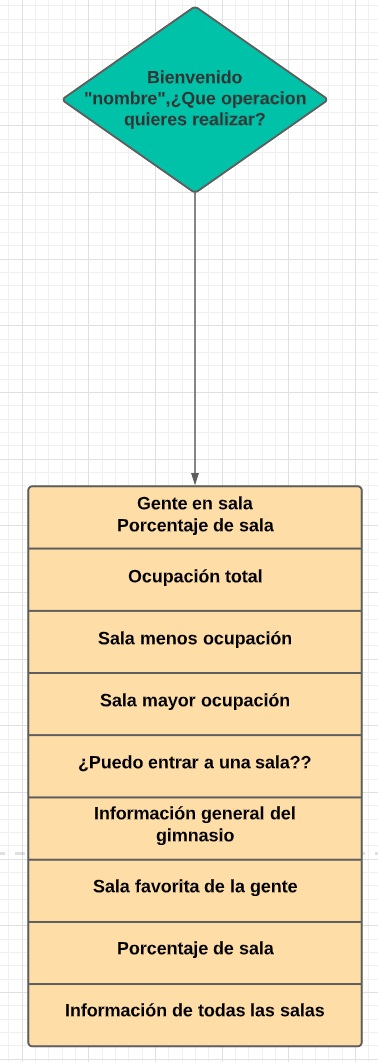 Bienvenido
"nombre",¿Que operacion
quieres realizar?
Gente en sala
Porcentaje de sala
Ocupación total
Sala menos ocupación
Sala mayor ocupación
¿Puedo entrar a una sala??
Información general del
gimnasio
Sala favorita de la gente
Porcentaje de sala
Información de todas las salas